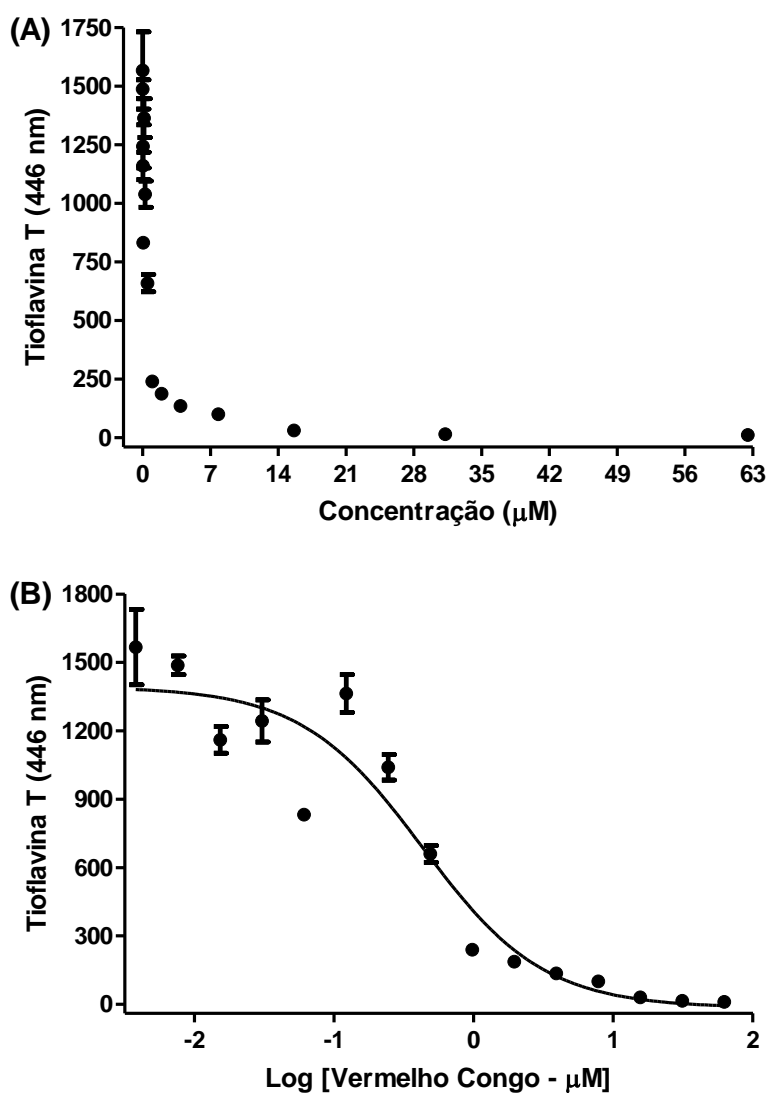 (A)
1750
1500
1250
1000
750
500
250
0
Tioflavina T (446 nm)
0 7 14 21 28 35 42 49 56 63
Concentração (μM)
(B)
1800
1500
1200
900
600
300
0
Tioflavina T (446 nm)
-2 -1 0 1 2
Log [Vermelho Congo - μM]